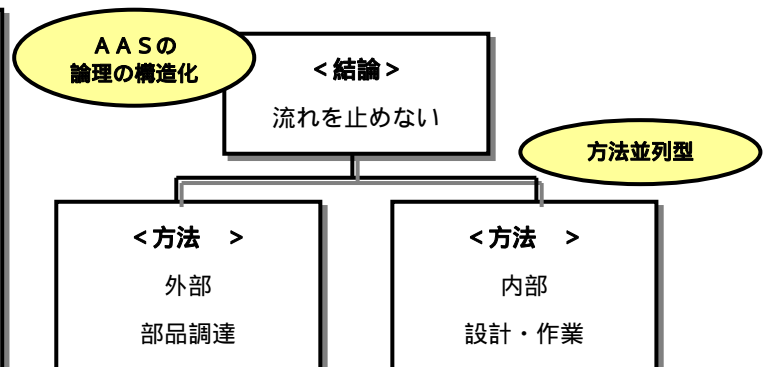 ＡＡＳの
論理の構造化
＜結論＞
流れを止めない
方法並列型
＜方法　＞
外部
部品調達
＜方法　＞
内部
設計・作業